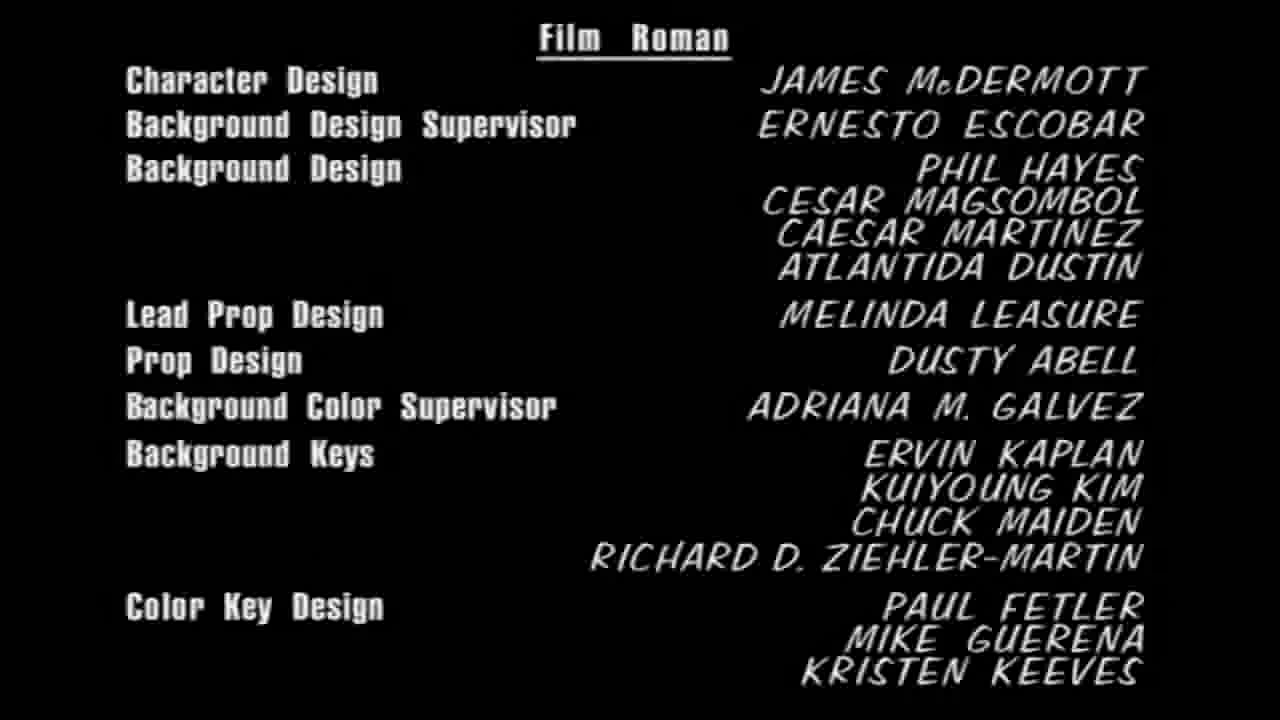 Film Roman
Character Design JAMES McDERMOTT
Background Design Supervisor ERNESTO ESCOBAR
Background Design PHIL HAYES
CESAR MAGSOMBOL
CAESAR MARTINEZ
ATLANTIDA DUSTIN
Lead Prop Design MELINDA LEASURE
Prop Design DUSTY ABELL
Background Color Supervisor ADRIANA M. GALVEZ
Background Keys ERVIN KAPLAN
KUIYOUNG KIM
CHUCK MAIDEN
RICHARD D. ZIEHLER-MARTIN
Color Key Design PAUL FETLER
MIKE GUERENA
KRISTEN KEEVES